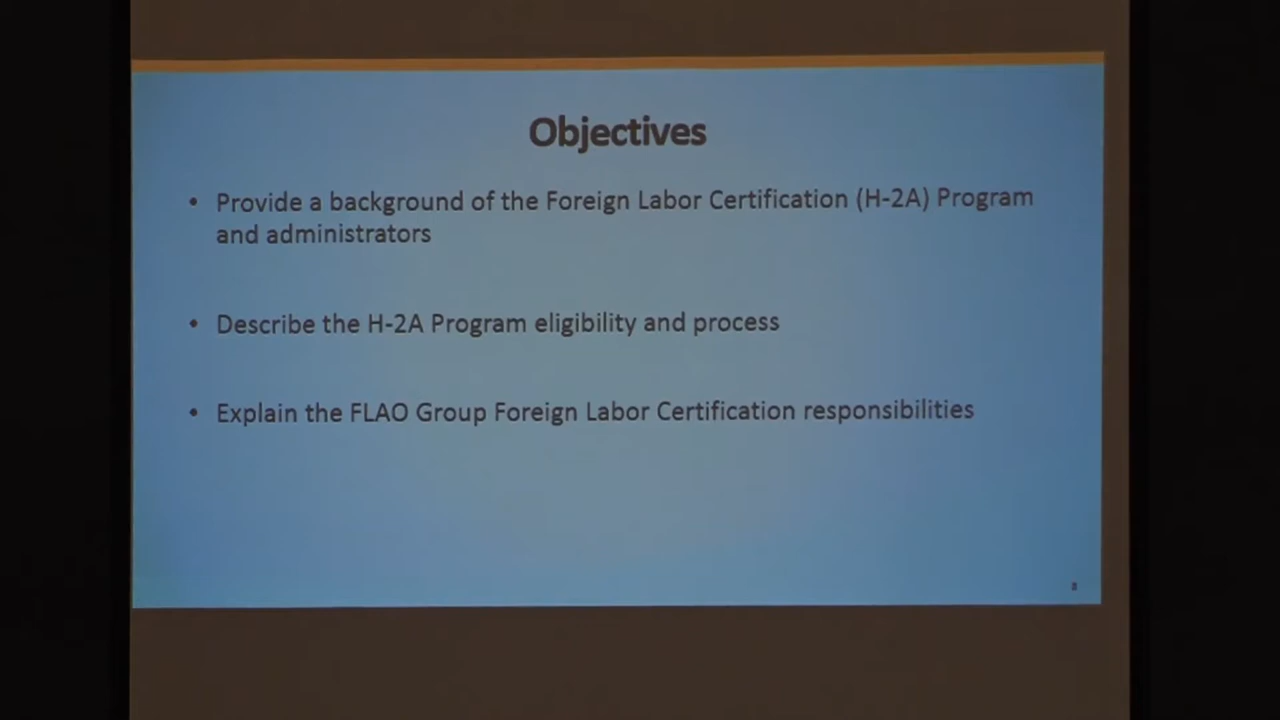 Objectives
• Provide a background of the Foreign Labor Certification (H-2A) Program
and administrators
• Describe the H-2A Program eligibility and process
• Explain the FLAO Group Foreign Labor Certification responsibilities